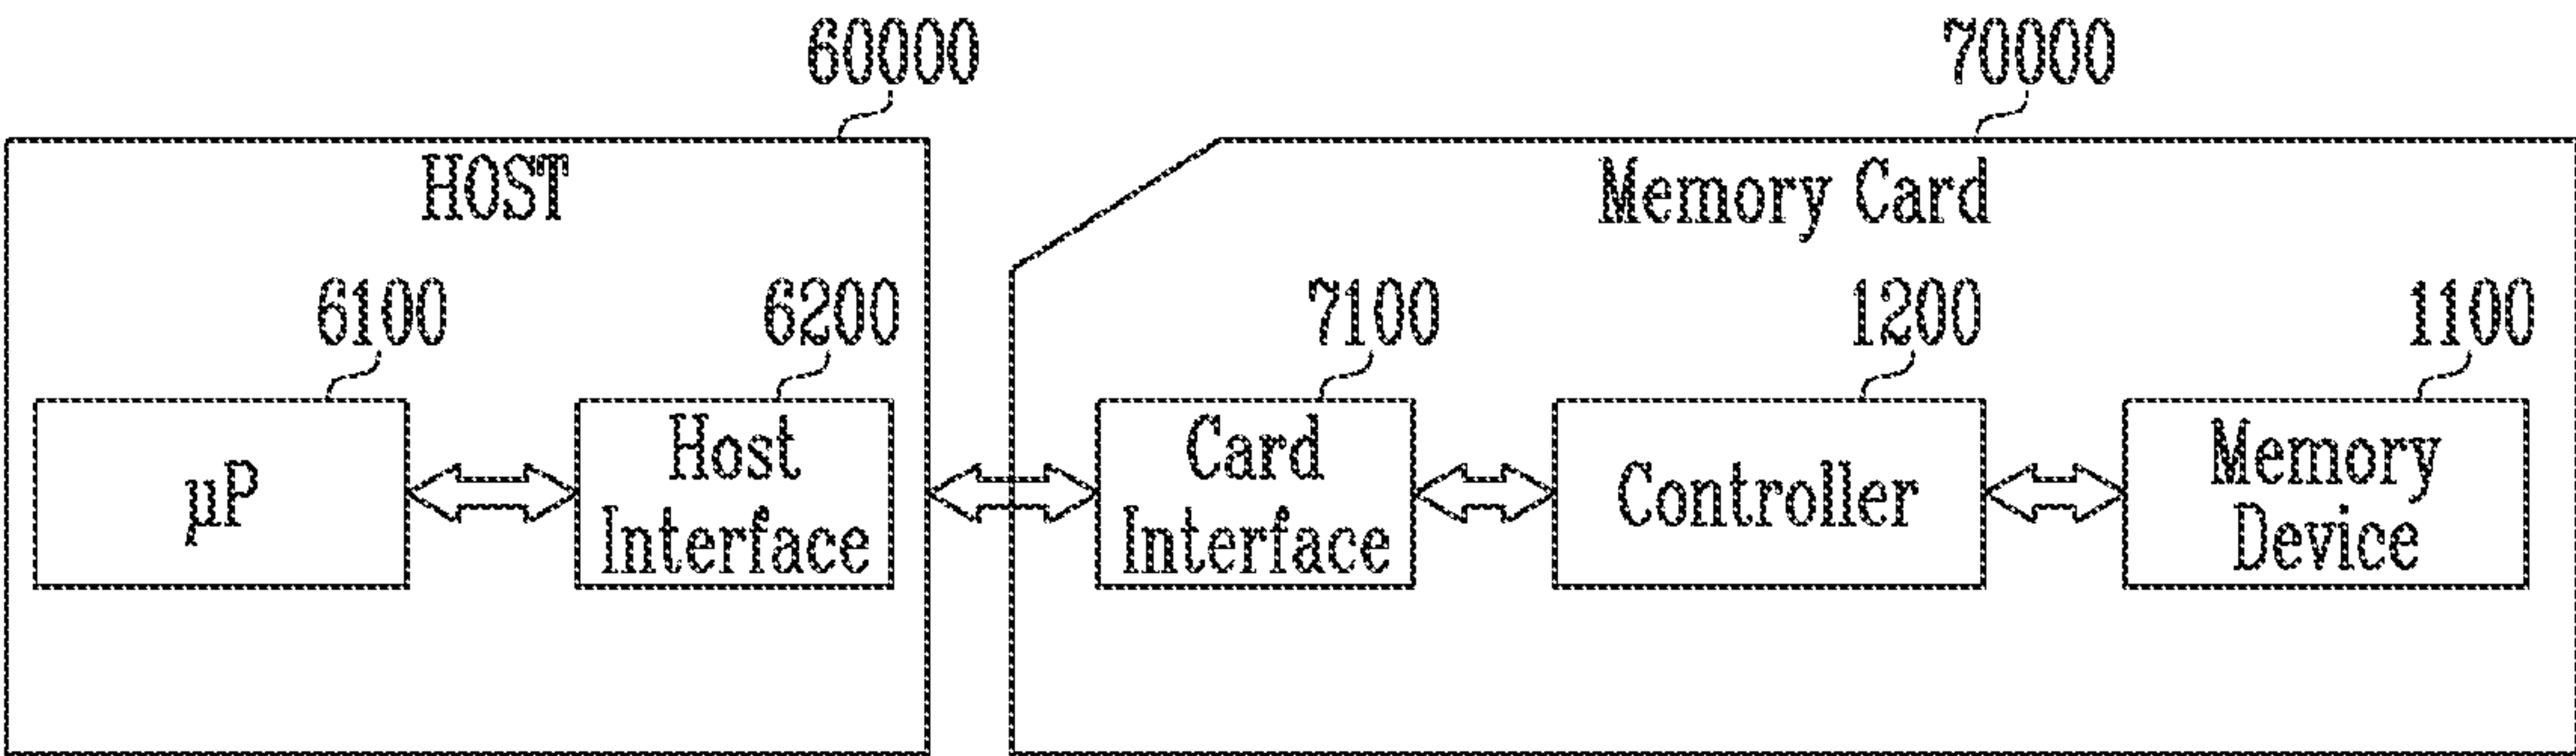 60000
70000
HOST
Memory Card
6100
6200
7100
1200
1100
μP
Host
Interface
Card
Interface
Controller
Memory
Device